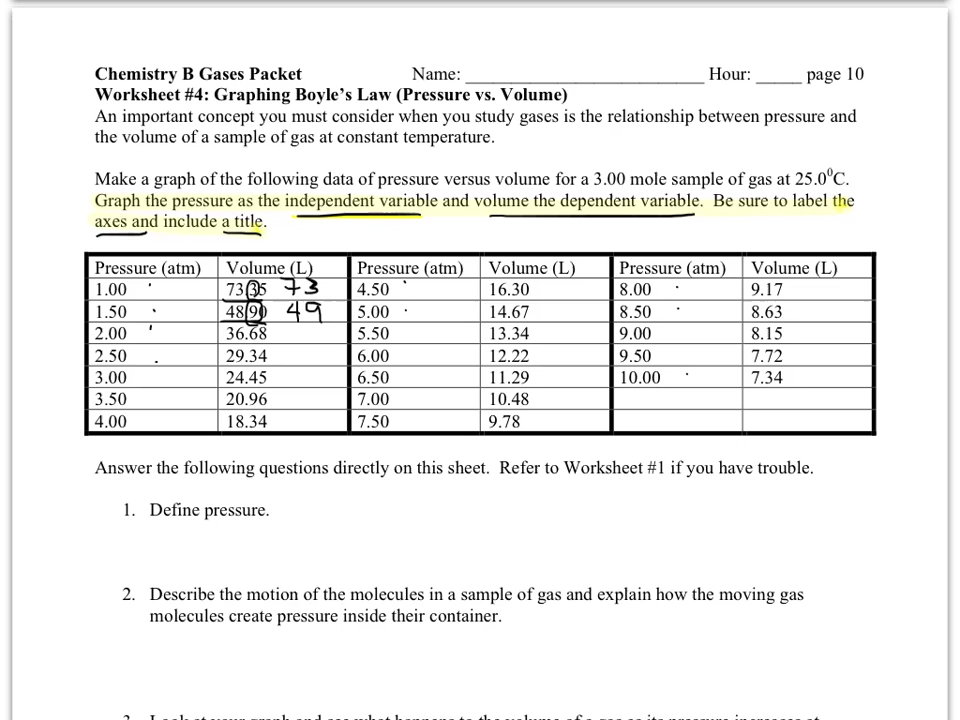 Chemistry B Gases Packet Name: __________________________ Hour: _____ page 10
Worksheet #4: Graphing Boyle's Law (Pressure vs. Volume)
An important concept you must consider when you study gases is the relationship between pressure and
the volume of a sample of gas at constant temperature.
Make a graph of the following data of pressure versus volume for a 3.00 mole sample of gas at 25.0⁰C.
Graph the pressure as the independent variable and volume the dependent variable. Be sure to label the
axes and include a title.
Pressure (atm) Volume (L) Pressure (atm) Volume (L) Pressure (atm) Volume (L)
1.00 73.35 73 4.50 16.30 8.00 9.17
1.50 48.90 49 5.00 14.67 8.50 8.63
2.00 36.68 5.50 13.34 9.00 8.15
2.50 29.34 6.00 12.22 9.50 7.72
3.00 24.45 6.50 11.29 10.00 7.34
3.50 20.96 7.00 10.48
4.00 18.34 7.50 9.78
Answer the following questions directly on this sheet. Refer to Worksheet #1 if you have trouble.
1. Define pressure.
2. Describe the motion of the molecules in a sample of gas and explain how the moving gas
molecules create pressure inside their container.